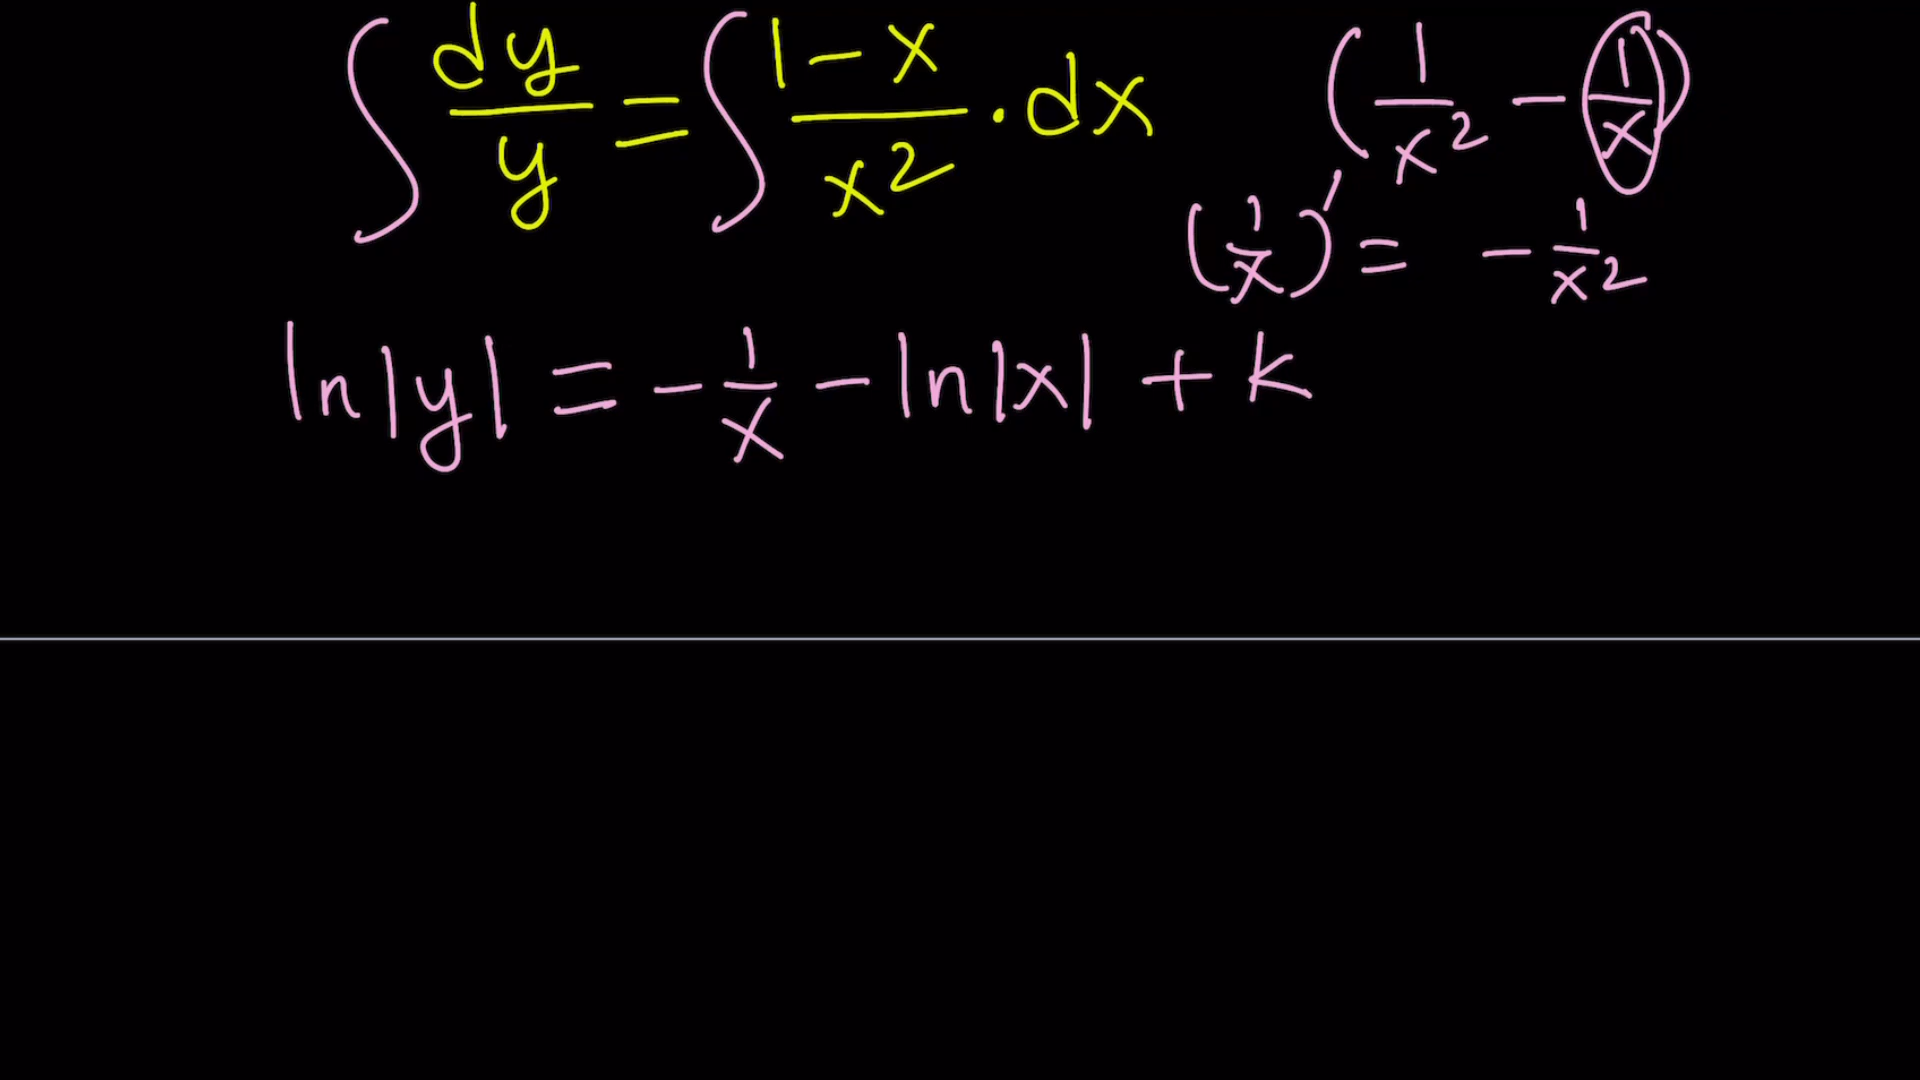 ∫ dy/y = ∫ (1 - x)/x² · dx (1/x² - 1/x)
(1/x)' = - 1/x²
ln|y| = - 1/x - ln|x| + k